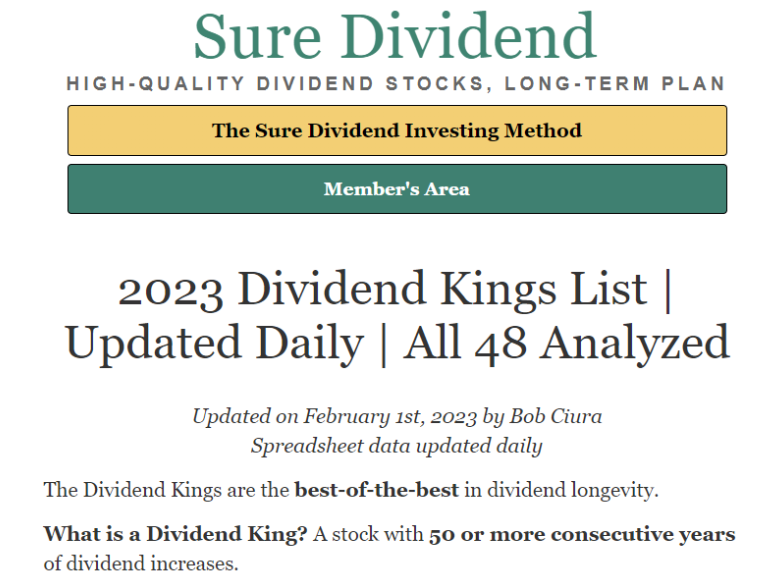 Sure Dividend
HIGH-QUALITY DIVIDEND STOCKS, LONG-TERM PLAN
The Sure Dividend Investing Method
Member's Area
2023 Dividend Kings List |
Updated Daily | All 48 Analyzed
Updated on February 1st, 2023 by Bob Ciura
Spreadsheet data updated daily
The Dividend Kings are the best-of-the-best in dividend longevity.
What is a Dividend King? A stock with 50 or more consecutive years
of dividend increases.